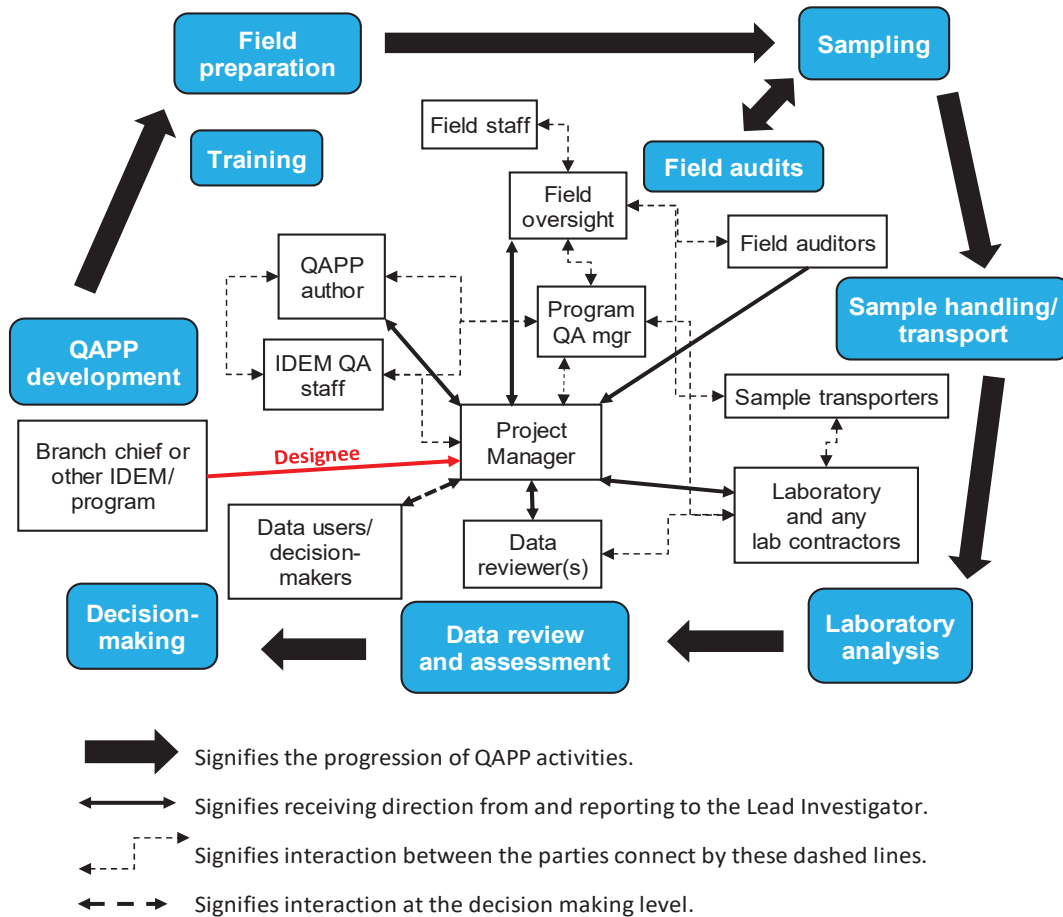 Field
preparation
Sampling
Field staff
Training
Field audits
Field
oversight
Field auditors
QAPP
author
Program
QA mgr
Sample handling/
transport
QAPP
development
IDEM QA
staff
Sample transporters
Branch chief or
other IDEM/
program
Designee
Project
Manager
Laboratory
and any
lab contractors
Data users/
decision-
makers
Data
reviewer(s)
Decision-
making
Data review
and assessment
Laboratory
analysis
Signifies the progression of QAPP activities.
Signifies receiving direction from and reporting to the Lead Investigator.
Signifies interaction between the parties connect by these dashed lines.
Signifies interaction at the decision making level.